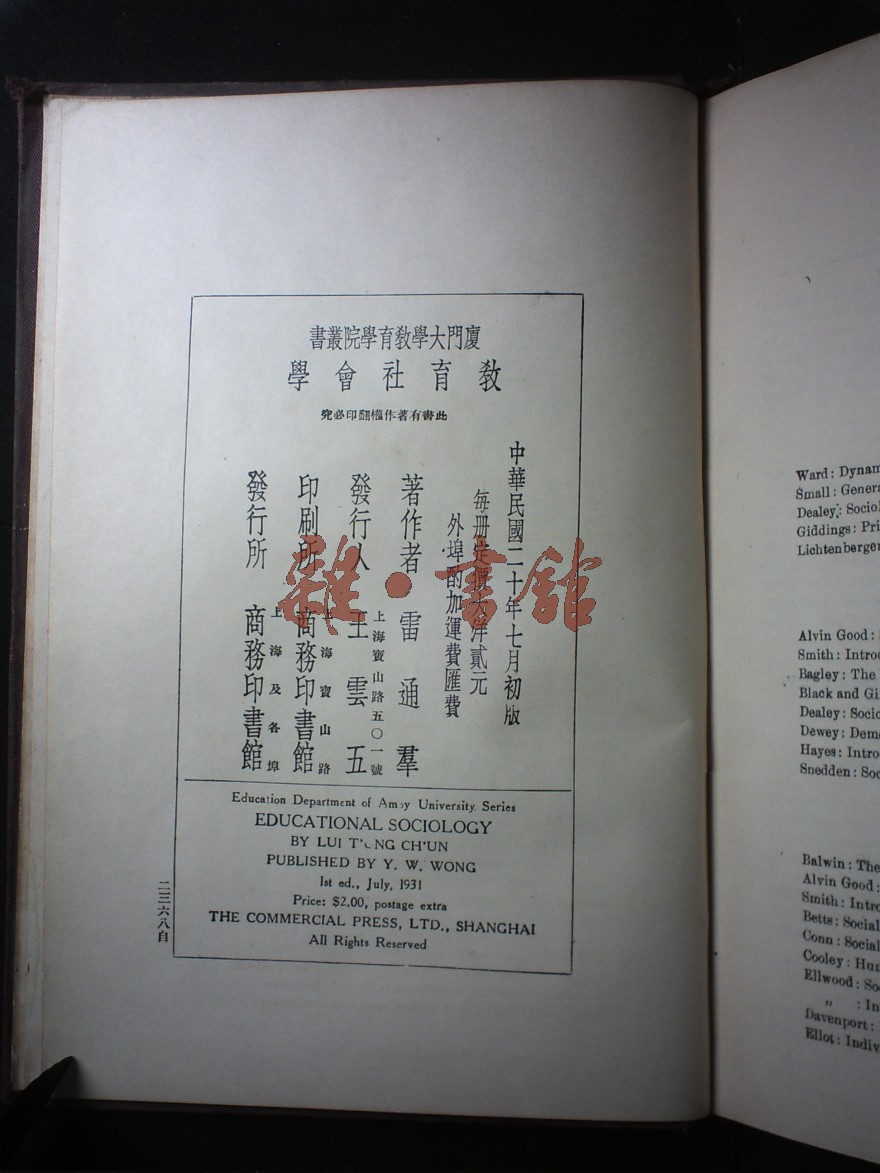 廈門大學敎育學院叢書
敎育社會學
此書有著作權翻印必究
中華民國二十年七月初版
每册定價大洋貳元
外埠酌加運費匯費
著作者 雷通羣
發行人 王雲五
上海寶山路五〇一號
印刷所 商務印書館
上海寶山路
發行所 商務印書館
上海及各埠
Education Department of Amoy University Series
EDUCATIONAL SOCIOLOGY
BY LUI T'UNG CH'UN
PUBLISHED BY Y. W. WONG
1st ed., July, 1931
Price: $2.00, postage extra
THE COMMERCIAL PRESS, LTD., SHANGHAI
All Rights Reserved
二三六八自
雜·書館
Ward: Dynam
Small: Genera
Dealey: Sociol
Giddings: Pri
Lichtenberger
Alvin Good:
Smith: Introd
Bagley: The
Black and Gi
Dealey: Socio
Dewey: Demo
Hayes: Intro
Snedden: Soc
Balwin: The
Alvin Good:
Smith: Intro
Betts: Social
Conn: Social
Cooley: Hum
Ellwood: So
" : In
Davenport:
Ellot: Indiv